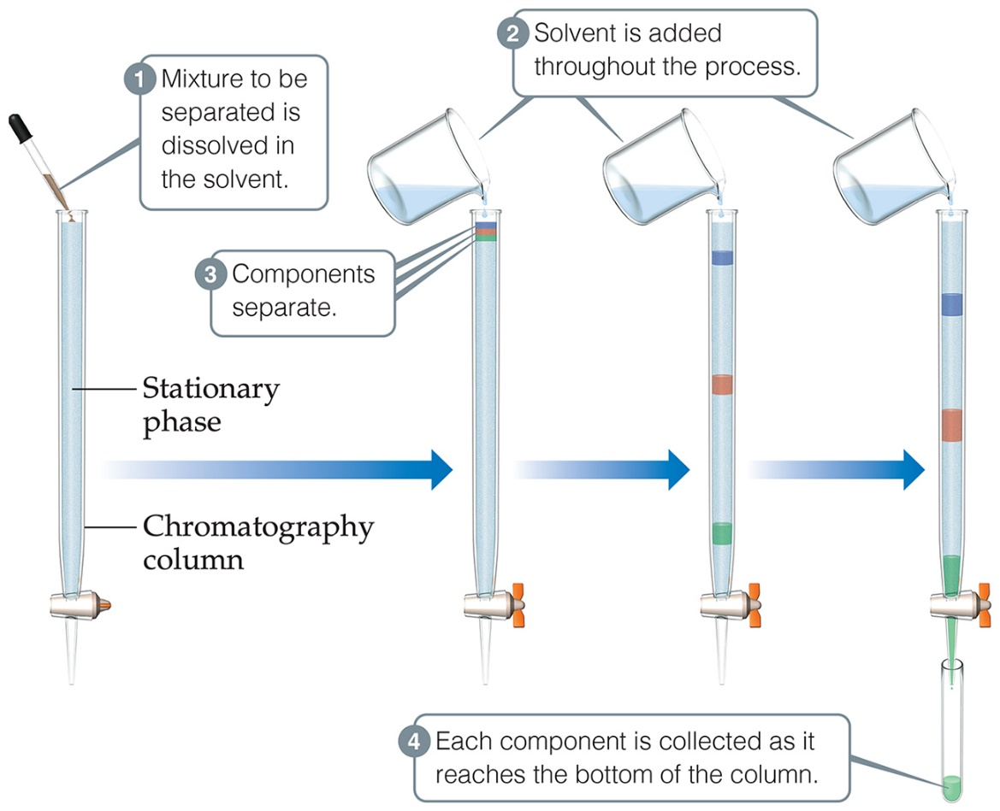 1 Mixture to be
separated is
dissolved in
the solvent.
2 Solvent is added
throughout the process.
3 Components
separate.
Stationary
phase
Chromatography
column
4 Each component is collected as it
reaches the bottom of the column.